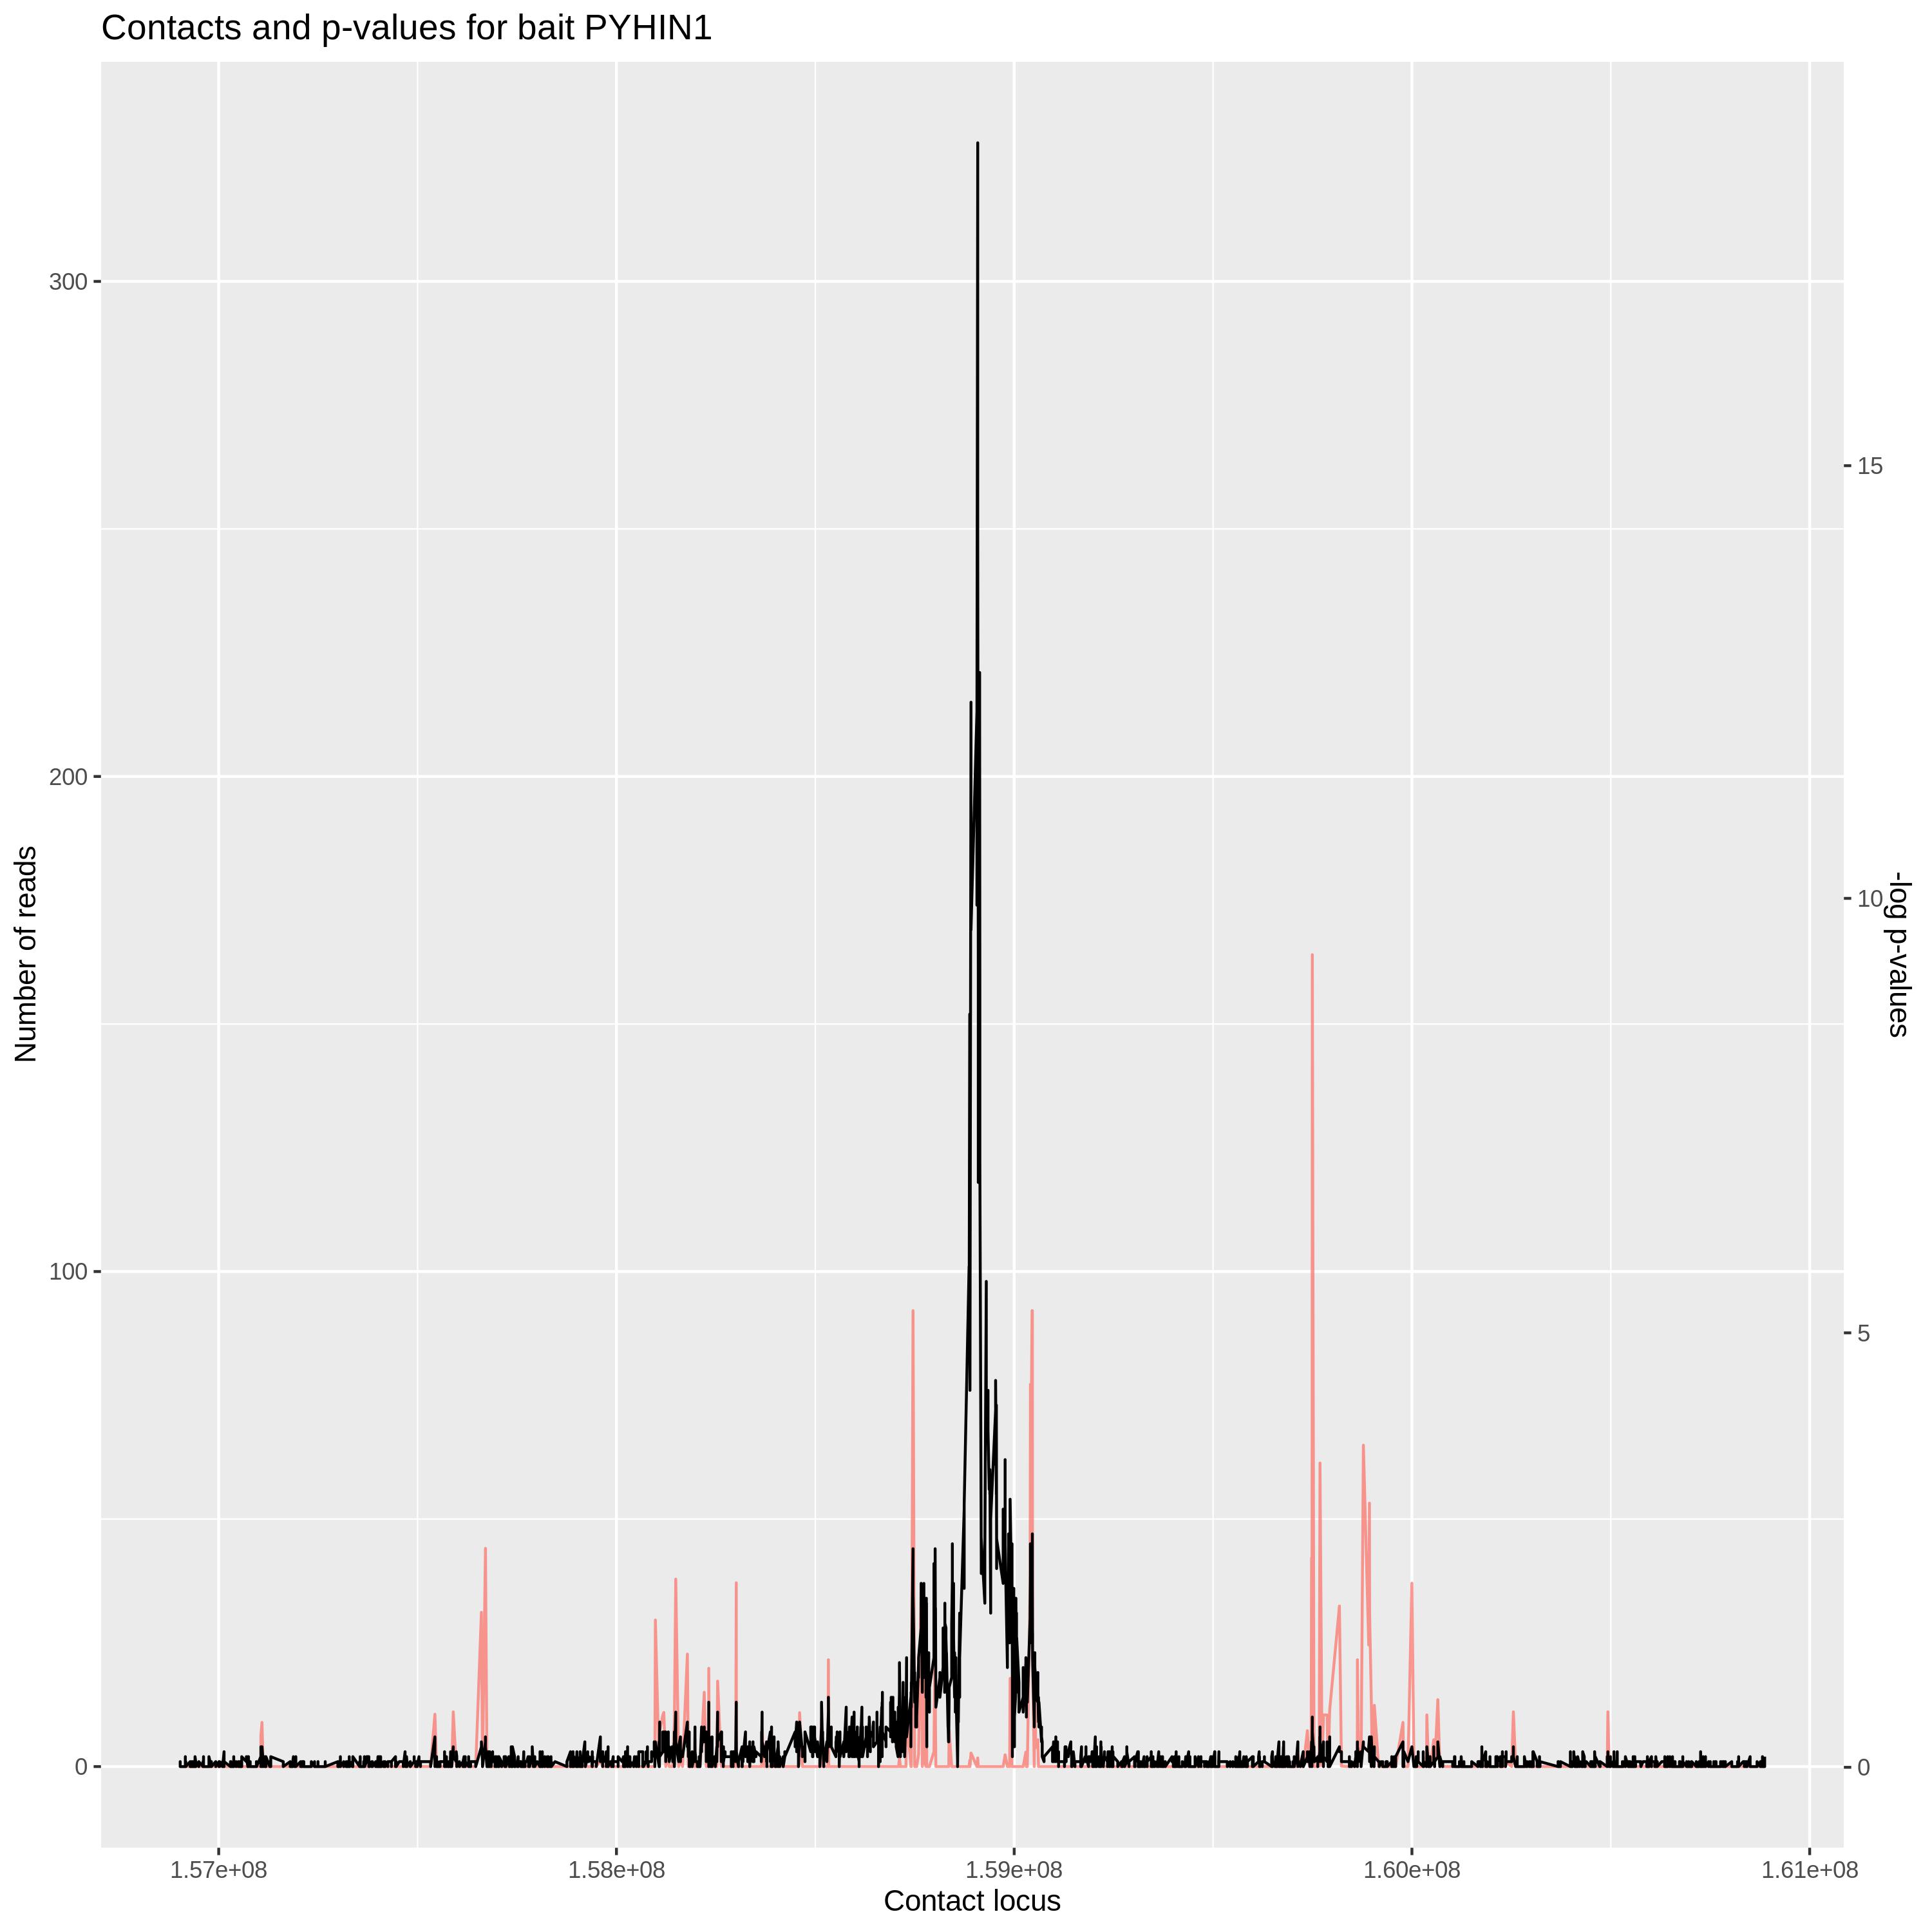 Contacts and p-values for bait PYHIN1
300
200
100
0
Number of reads
15
10
5
0
-log p-values
1.57e+08
1.58e+08
1.59e+08
1.60e+08
1.61e+08
Contact locus